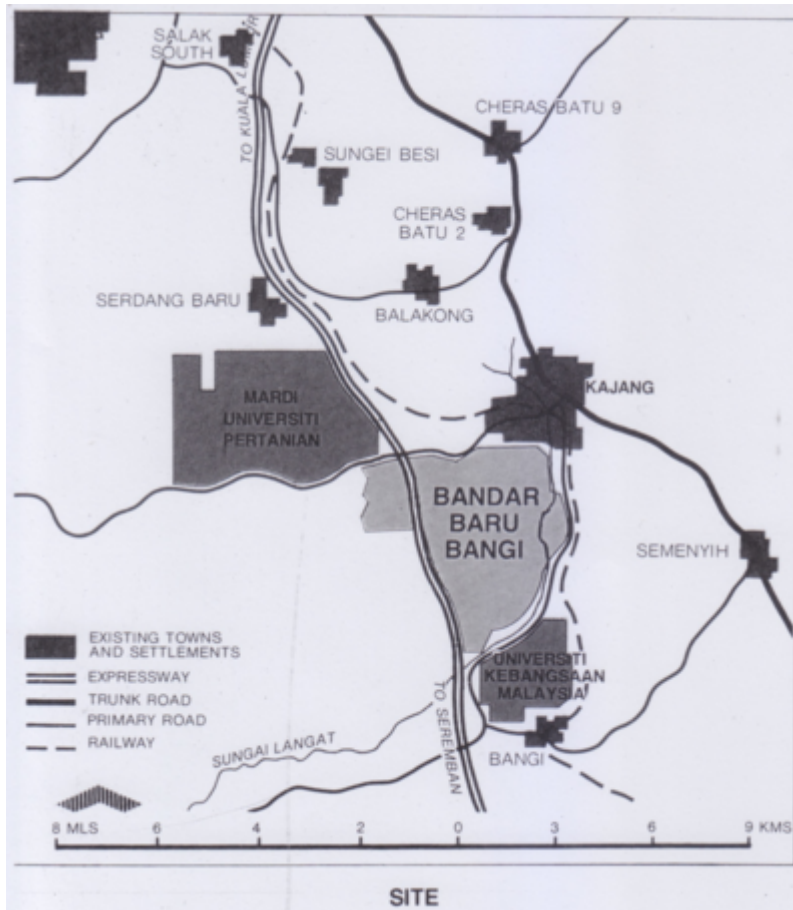 SALAK
SOUTH
TO KUALA LUMPUR
CHERAS BATU 9
SUNGEI BESI
CHERAS
BATU 2
SERDANG BARU
BALAKONG
MARDI
UNIVERSITI
PERTANIAN
KAJANG
BANDAR
BARU
BANGI
SEMENYIH
EXISTING TOWNS
AND SETTLEMENTS
EXPRESSWAY
TRUNK ROAD
PRIMARY ROAD
RAILWAY
UNIVERSITI
KEBANGSAAN
MALAYSIA
TO SEREMBAN
SUNGAI LANGAT
BANGI
8 MLS 6 4 2 0 3 6 9 KMS
SITE